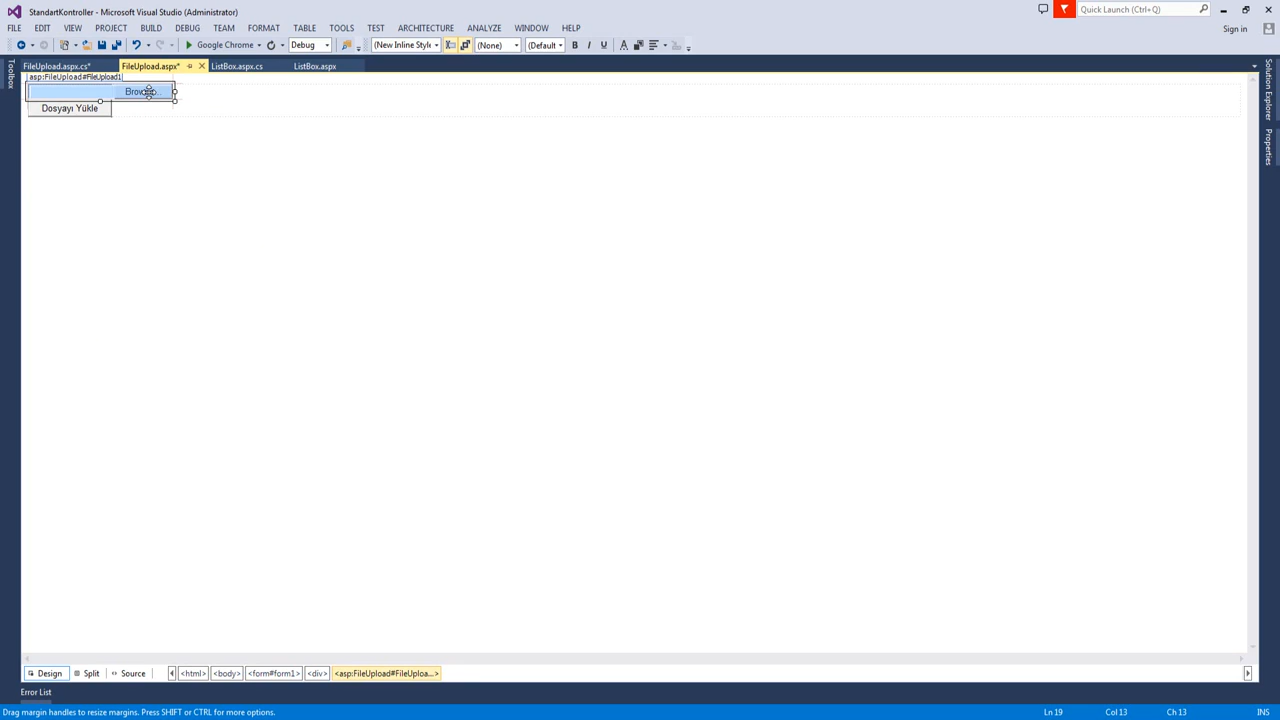 StandartKontroller - Microsoft Visual Studio (Administrator)
Quick Launch (Ctrl+Q)
FILE EDIT VIEW PROJECT BUILD DEBUG TEAM FORMAT TABLE TOOLS TEST ARCHITECTURE ANALYZE WINDOW HELP
Sign in
Google Chrome Debug (New Inline Style (None) (Default
B I U A
FileUpload.aspx.cs* FileUpload.aspx* ListBox.aspx.cs ListBox.aspx
Toolbox
asp:FileUpload#FileUpload1
Dosyayı Yükle
Solution Explorer
Properties
Design Split Source <html> <body> <form#form1> <div> <asp:FileUpload#FileUploa...>
Error List
Drag margin handles to resize margins. Press SHIFT or CTRL for more options. Ln 19 Col 13 Ch 13 INS